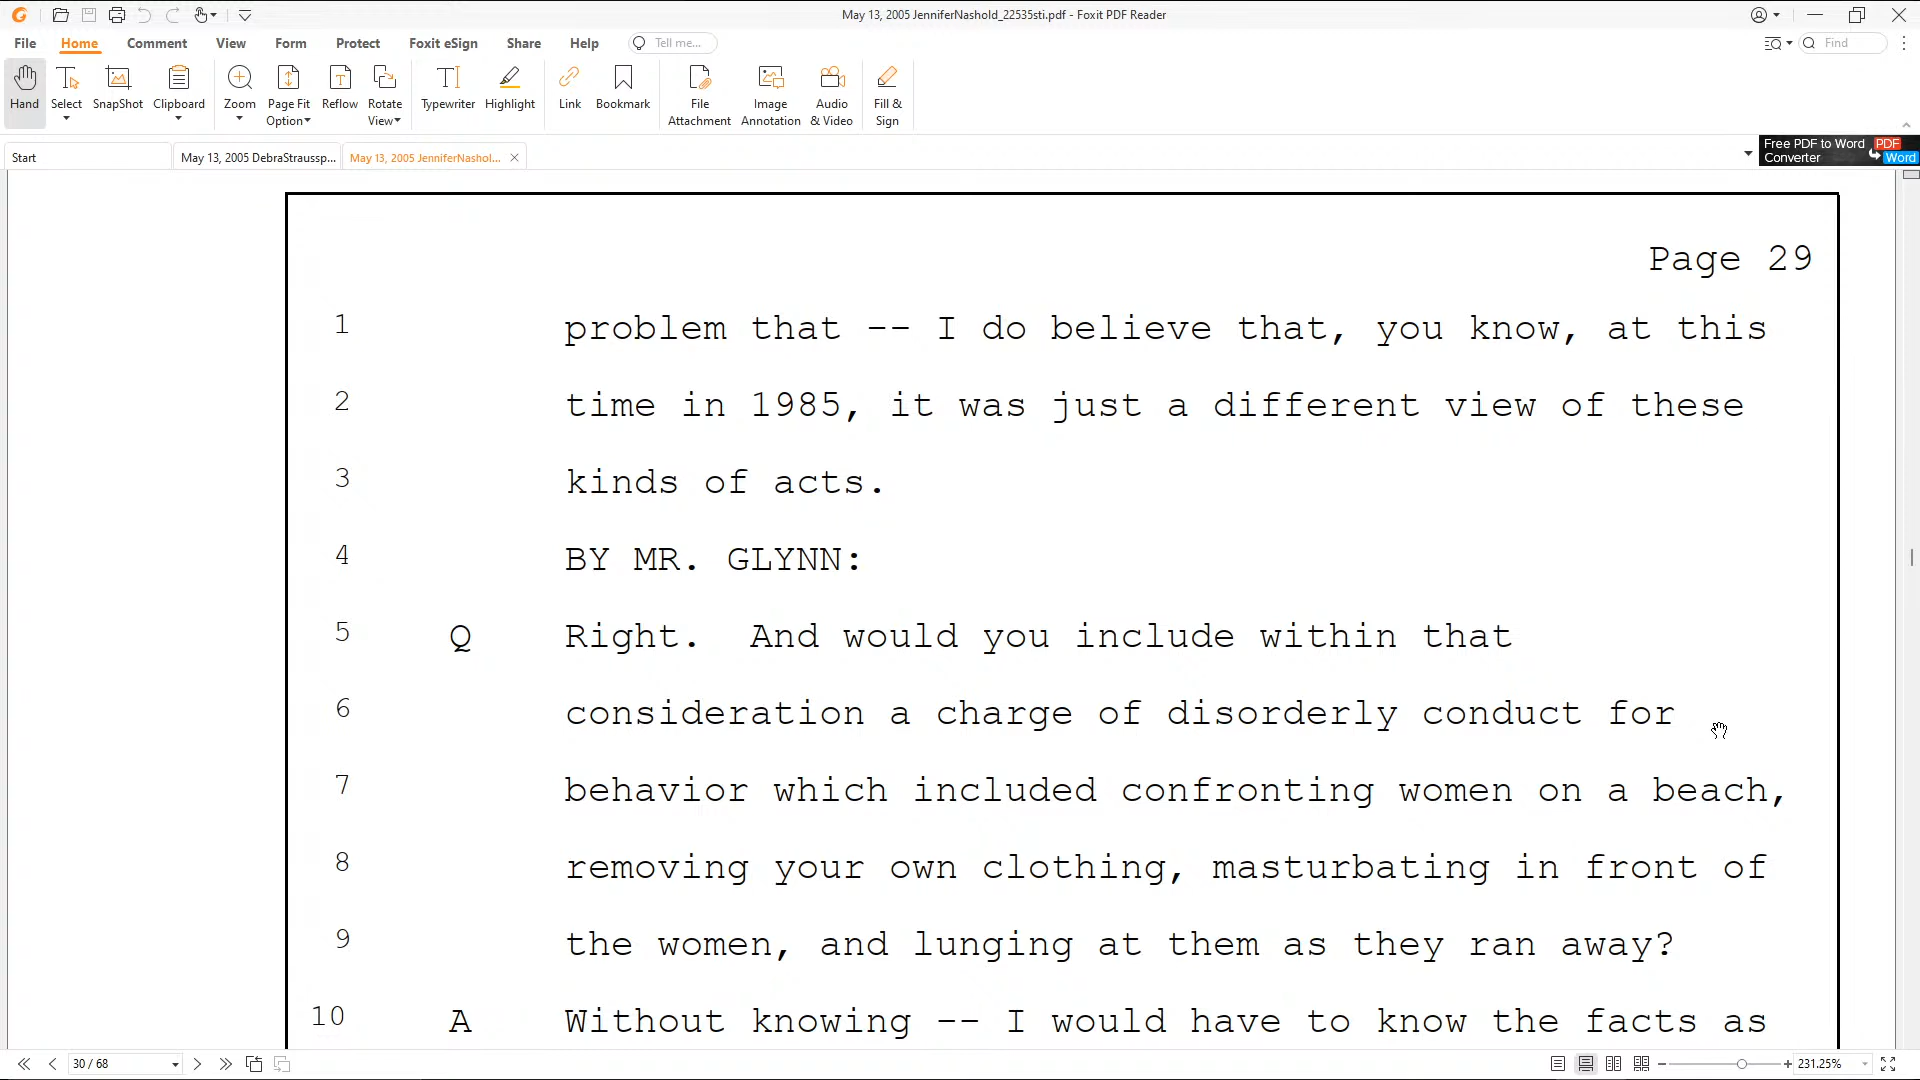 May 13, 2005 JenniferNashold_22535sti.pdf - Foxit PDF Reader
File Home Comment View Form Protect Foxit eSign Share Help Tell me... Find
Hand Select SnapShot Clipboard Zoom Page Fit Option Reflow Rotate View Typewriter Highlight Link Bookmark File Attachment Image Annotation Audio & Video Fill & Sign
Start May 13, 2005 DebraStraussp... May 13, 2005 JenniferNashol...
Free PDF to Word Converter PDF Word
Page 29
1 problem that -- I do believe that, you know, at this
2 time in 1985, it was just a different view of these
3 kinds of acts.
4 BY MR. GLYNN:
5 Q Right. And would you include within that
6 consideration a charge of disorderly conduct for
7 behavior which included confronting women on a beach,
8 removing your own clothing, masturbating in front of
9 the women, and lunging at them as they ran away?
10 A Without knowing -- I would have to know the facts as
30 / 68 231.25%